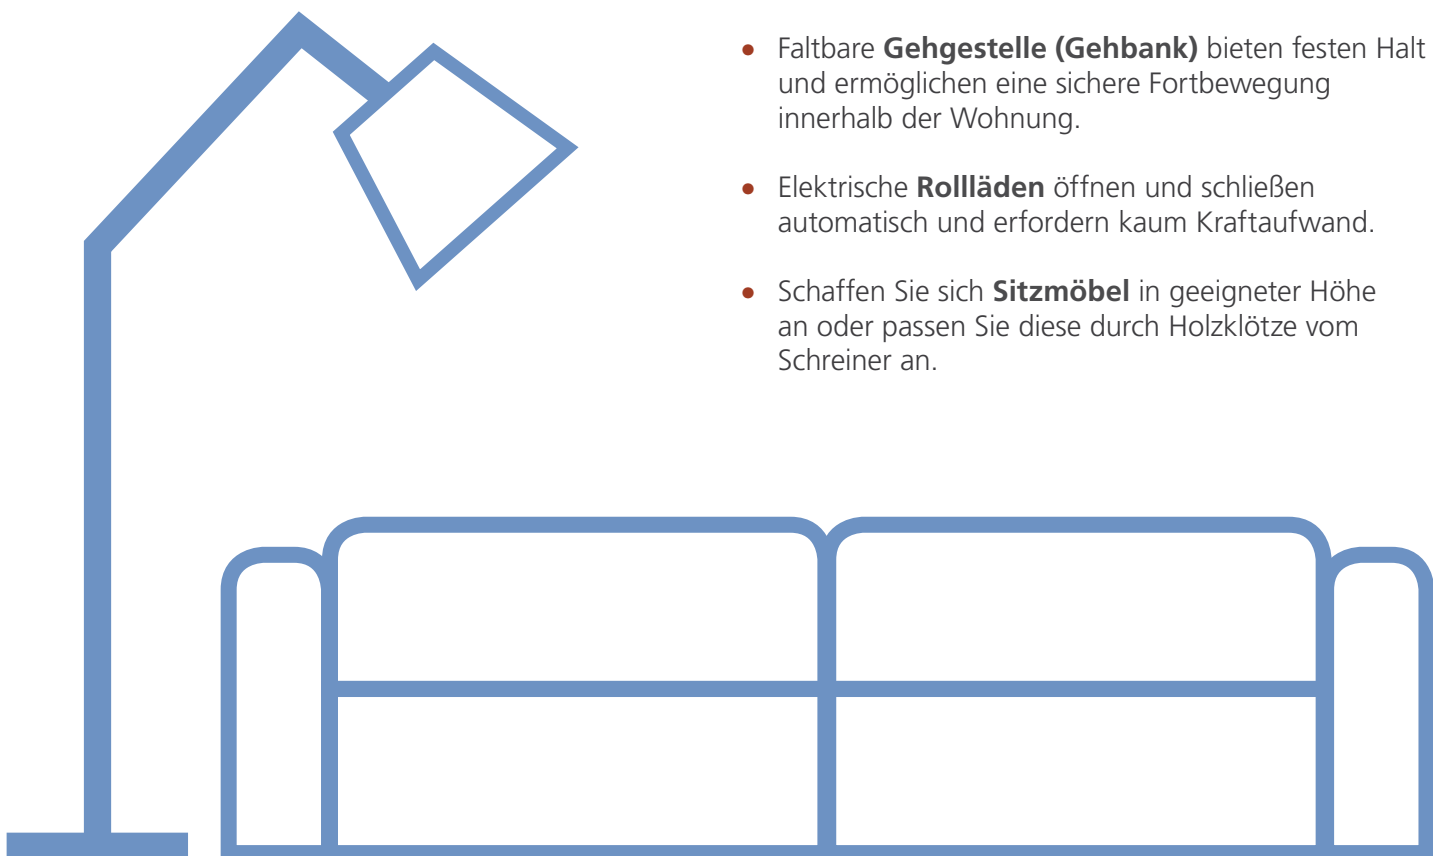 • Faltbare Gehgestelle (Gehbank) bieten festen Halt
und ermöglichen eine sichere Fortbewegung
innerhalb der Wohnung.
• Elektrische Rollläden öffnen und schließen
automatisch und erfordern kaum Kraftaufwand.
• Schaffen Sie sich Sitzmöbel in geeigneter Höhe
an oder passen Sie diese durch Holzklötze vom
Schreiner an.